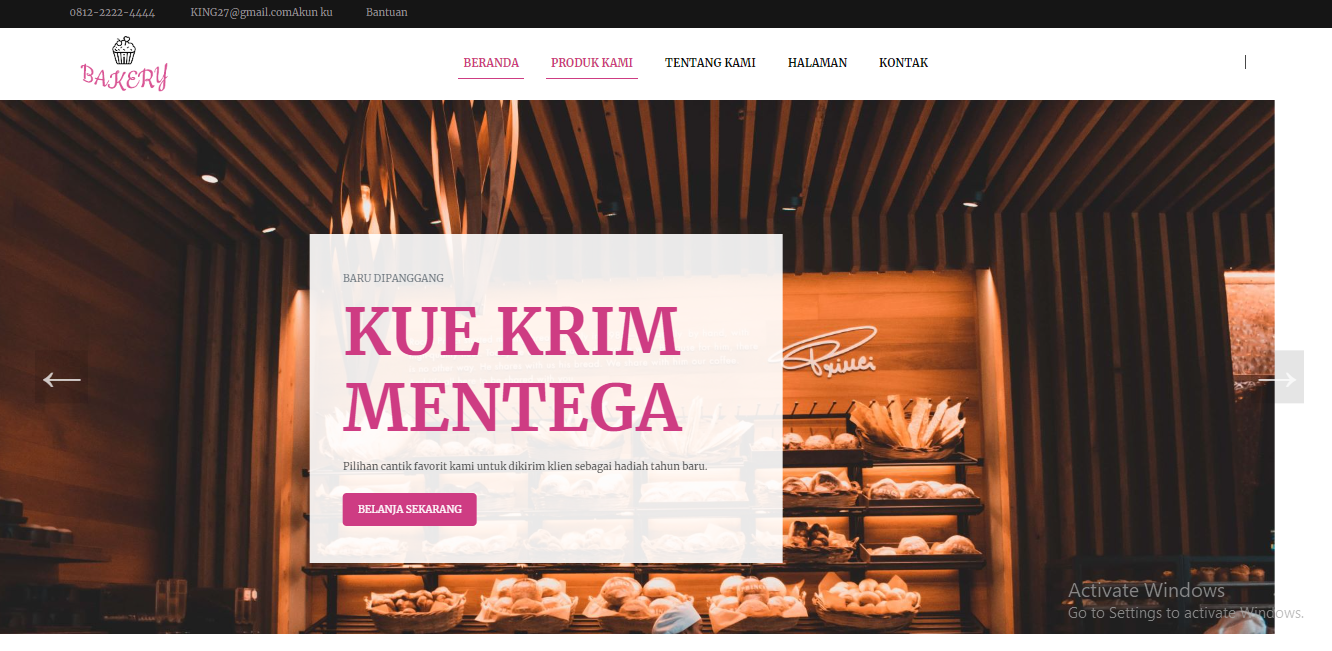 0812-2222-4444 KING27@gmail.comAkun ku Bantuan
BAKERY
BERANDA PRODUK KAMI TENTANG KAMI HALAMAN KONTAK
BARU DIPANGGANG
KUE KRIM
MENTEGA
Pilihan cantik favorit kami untuk dikirim klien sebagai hadiah tahun baru.
BELANJA SEKARANG
Activate Windows
Go to Settings to activate Windows.